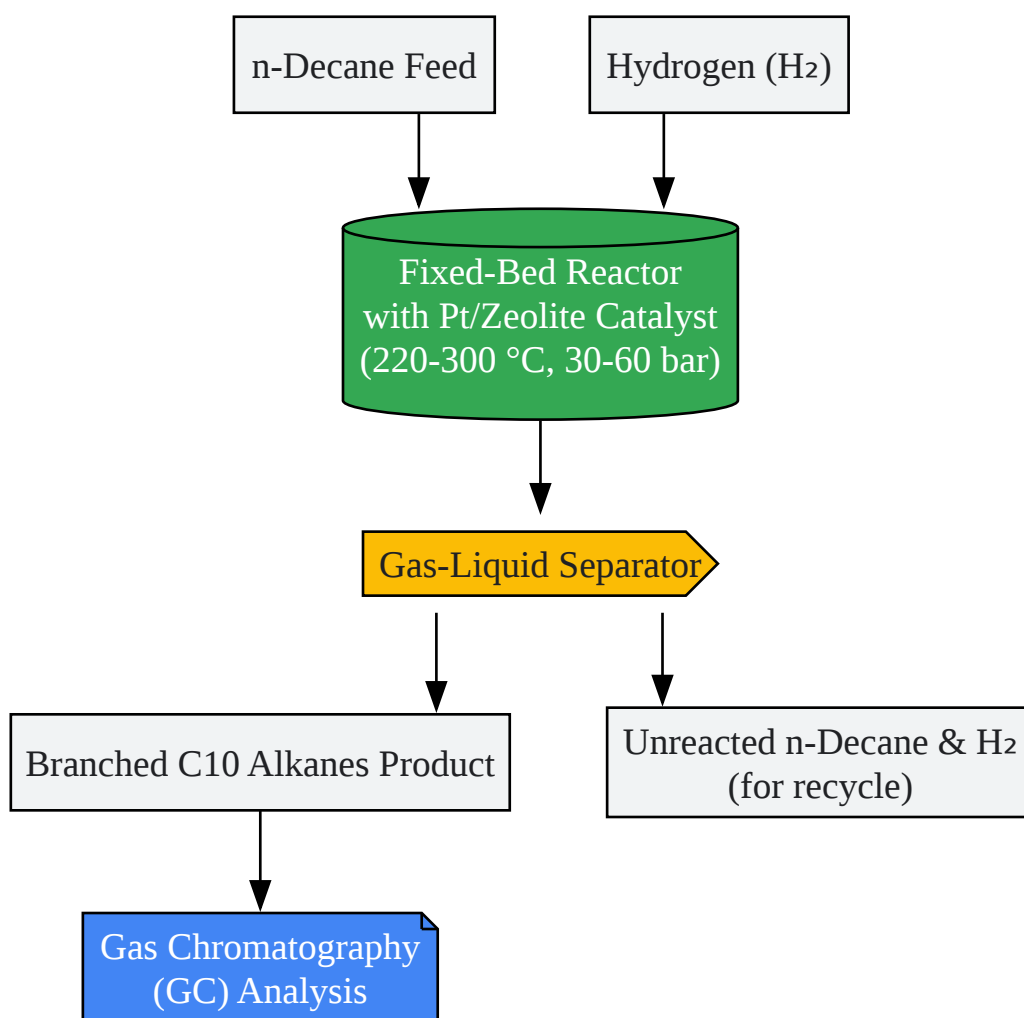 n-Decane Feed
Hydrogen (H₂)
Fixed-Bed Reactor
with Pt/Zeolite Catalyst
(220-300 °C, 30-60 bar)
Gas-Liquid Separator
Branched C10 Alkanes Product
Unreacted n-Decane & H₂
(for recycle)
Gas Chromatography
(GC) Analysis